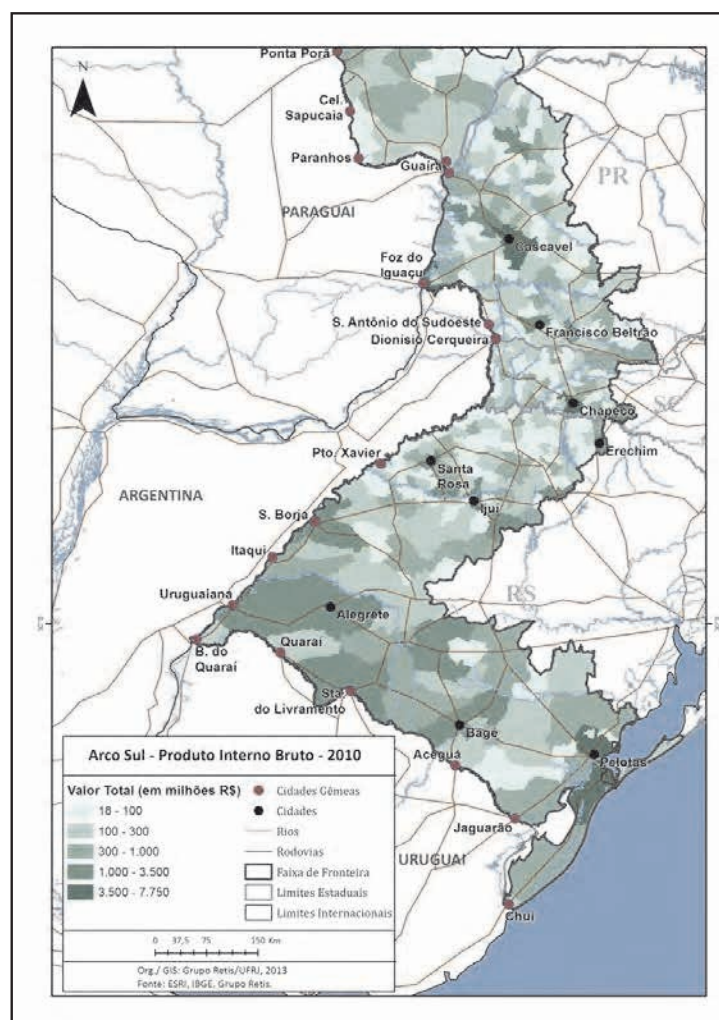 Ponta Porã
N
Cel.
Sapucaia
Paranhos
Guaíra
PR
PARAGUAI
Cascavel
Foz do
Iguaçu
S. Antônio do Sudoeste
Francisco Beltrão
Dionísio Cerqueira
Chapecó
SC
Erechim
Pto. Xavier
Santa
Rosa
ARGENTINA
Ijuí
S. Borja
Itaqui
RS
Uruguaiana
Alegrete
B. do
Quaraí
Quaraí
Sta.
do Livramento
Bagé
Aceguá
Pelotas
Jaguarão
URUGUAI
Chuí
Arco Sul - Produto Interno Bruto - 2010
Valor Total (em milhões R$)
18 - 100
100 - 300
300 - 1.000
1.000 - 3.500
3.500 - 7.750
Cidades Gêmeas
Cidades
Rios
Rodovias
Faixa de Fronteira
Limites Estaduais
Limites Internacionais
0 37,5 75 150 Km
Org./ GIS: Grupo Retis/UFRJ, 2013
Fonte: ESRI, IBGE, Grupo Retis.